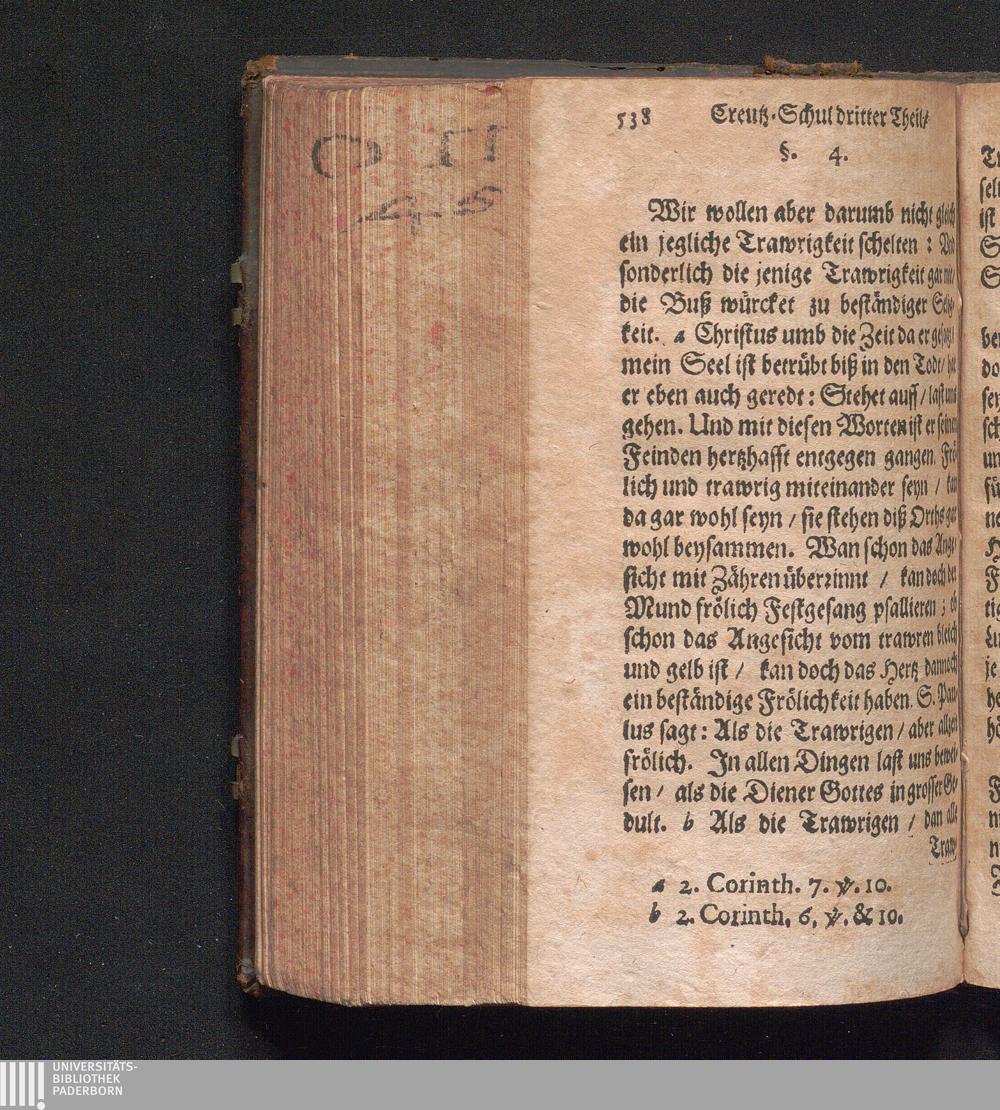 538 Creutz-Schul dritter Theil/
§. 4.
Wir wollen aber darumb nicht gleich
ein jegliche Trawrigkeit schelten: Und
sonderlich die jenige Trawrigkeit gar nit/
die Buß würcket zu beständiger Selig-
keit. a Christus umb die Zeit da er gesagt/
mein Seel ist betrübt biß in den Todt/ hat
er eben auch geredt: Stehet auff/ last uns
gehen. Und mit diesen Worten ist er seinen
Feinden hertzhafft entgegen gangen. Frö-
lich und trawrig miteinander seyn/ kan
da gar wohl seyn/ sie stehen diß Orths gar
wohl beysammen. Wan schon das Ange-
sicht mit Zähren überrinnt/ kan doch der
Mund frölich Festgesang psallieren; ob
schon das Angesicht vom trawren bleich
und gelb ist/ kan doch das Hertz dannoch
ein beständige Frölichkeit haben. S. Pau-
lus sagt: Als die Trawrigen/ aber allzeit
frölich. In allen Dingen last uns bewei-
sen/ als die Diener Gottes in grosser Ge-
dult. b Als die Trawrigen/ dan alle
Traw-
a 2. Corinth. 7. ℣. 10.
b 2. Corinth. 6, ℣. & 10.
UNIVERSITÄTS-
BIBLIOTHEK
PADERBORN